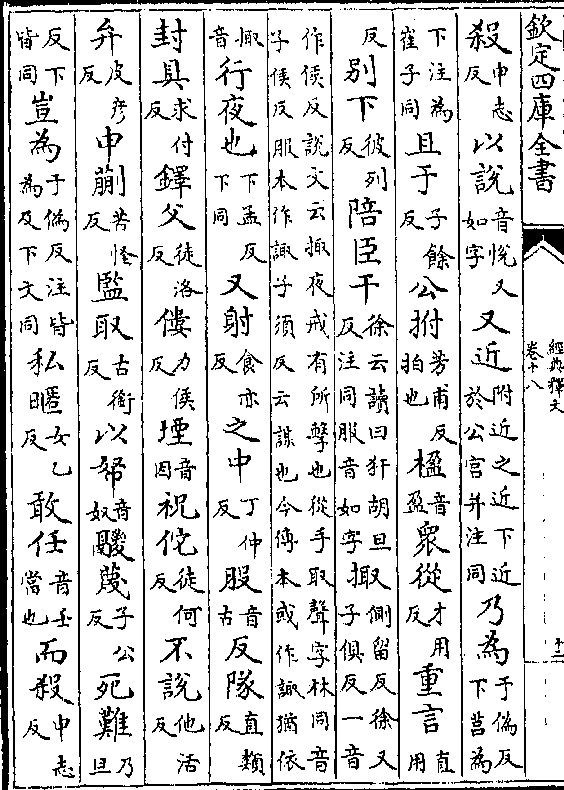 欽定四庫全書
經典釋文
卷十八
殺申志反以說音悅又如字又近附近之近下近於公宮并注同乃為于偽反下莒為
下注為崔子同且于子餘反公拊芳甫反拍也楹音盈衆從才用反重言直用
反別下彼列反陪臣干徐云讀曰犴胡旦反注同服音如字掫側留反徐又子俱反一音
作侯反說文云掫夜戒有所擊也從手取聲字林同音子侯反服本作諏子須反云謀也今傳本或作諏猶依
掫音行夜也下孟反下同又射食亦反之中丁仲反股音古反隊直類反
封具求付反鐸父徒洛反僂力侯反堙音因祝佗徒何反不說他活反
弁皮彥反申蒯苦怪反監取古銜反以帑音奴鬷蔑子公反死難乃旦
反下皆同豈為于偽反注皆為及下文同私暱女乙反敢任音壬當也而殺申志反